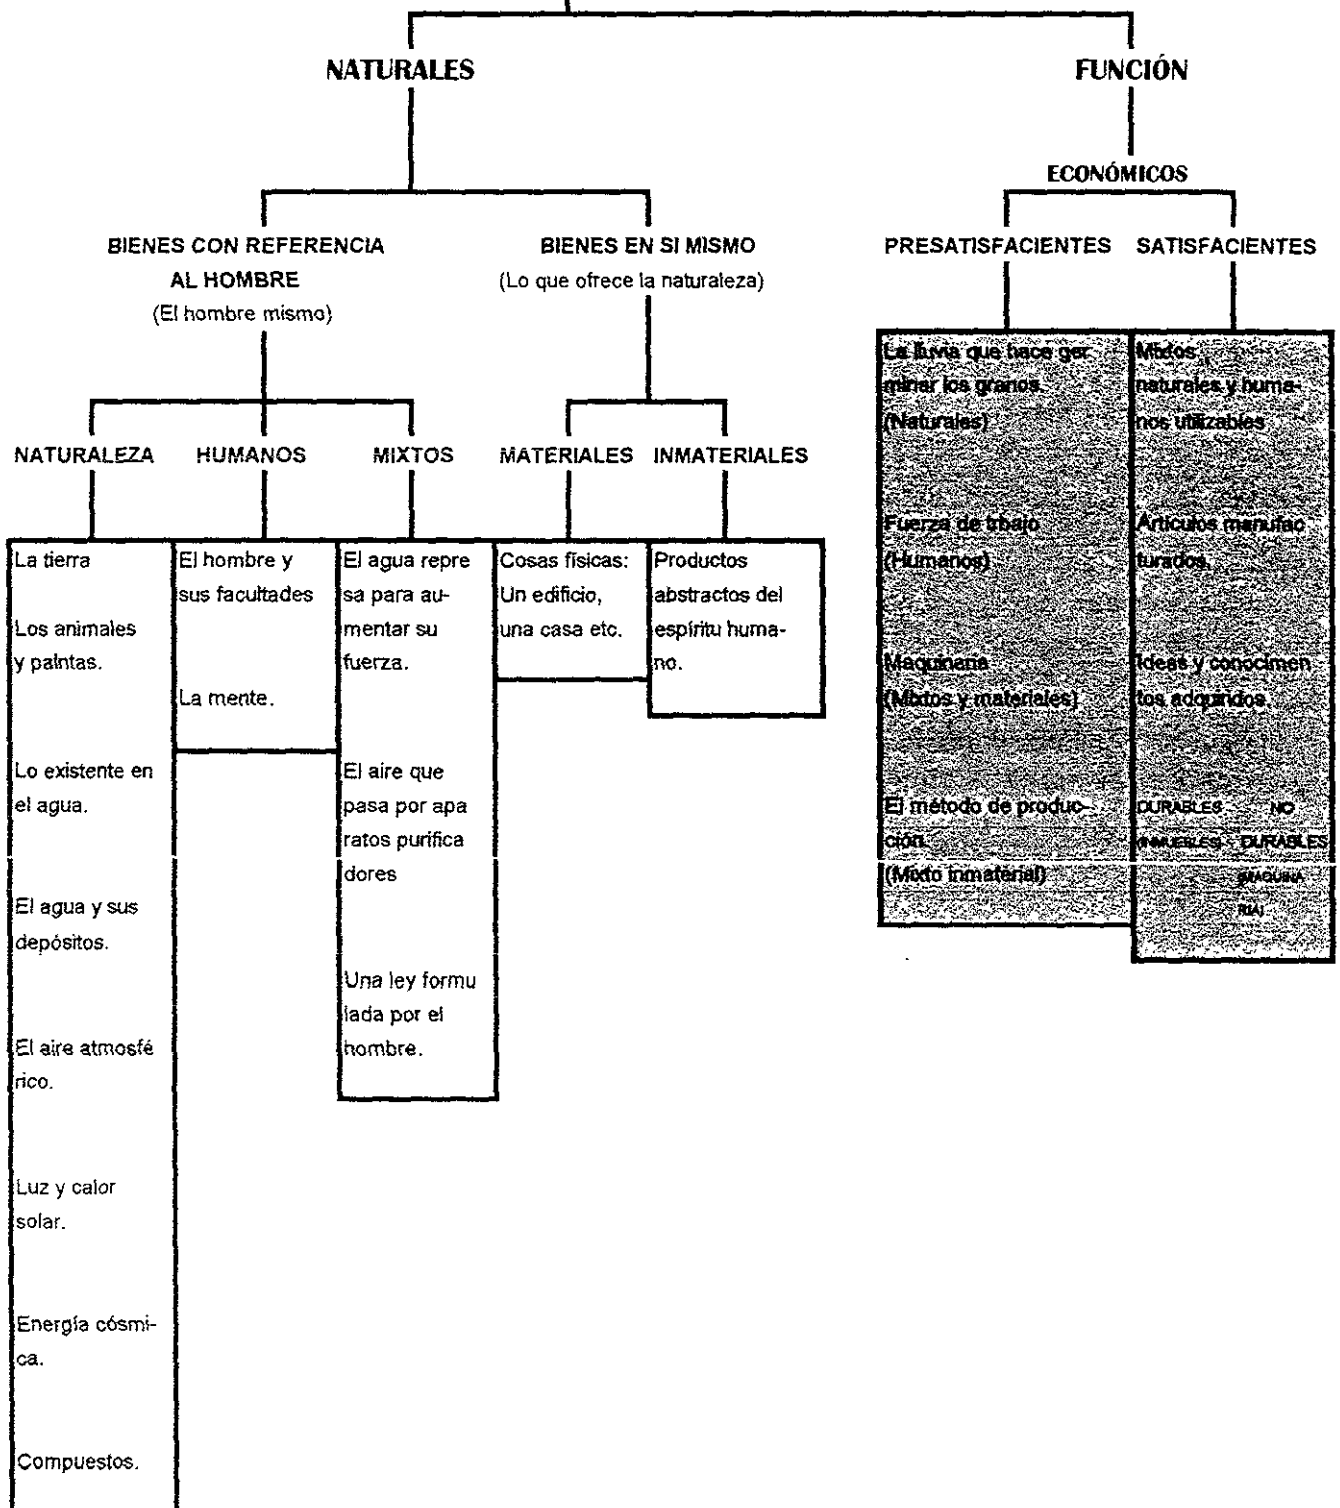 NATURALES
FUNCIÓN
ECONÓMICOS
BIENES CON REFERENCIA
AL HOMBRE
(El hombre mismo)
BIENES EN SI MISMO
(Lo que ofrece la naturaleza)
PRESATISFACIENTES
SATISFACIENTES
NATURALEZA
HUMANOS
MIXTOS
MATERIALES
INMATERIALES
La tierra
Los animales
y palntas.
Lo existente en
el agua.
El agua y sus
depósitos.
El aire atmosfé
rico.
Luz y calor
solar.
Energía cósmi-
ca.
Compuestos.
El hombre y
sus facultades
La mente.
El agua repre
sa para au-
mentar su
fuerza.
El aire que
pasa por apa
ratos purifica
dores
Una ley formu
lada por el
hombre.
Cosas físicas:
Un edificio,
una casa etc.
Productos
abstractos del
espíritu huma-
no.
La lluvia que hace ger
minar los granos.
(Naturales)
Fuerza de trbajo
(Humanos)
Maquinaria
(Mixtos y materiales)
El método de produc-
ción.
(Mixto inmaterial)
Mixtos,
naturales y huma-
nos utilizables
Artículos manufac
turados.
Ideas y conocimen
tos adquiridos.
DURABLES NO
(INMUEBLES) DURABLES
(MAQUINA
RIA)